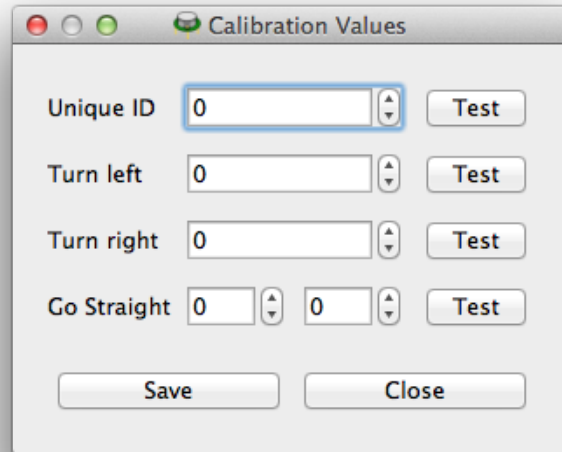 Calibration Values
Unique ID 0 Test
Turn left 0 Test
Turn right 0 Test
Go Straight 0 0 Test
Save Close